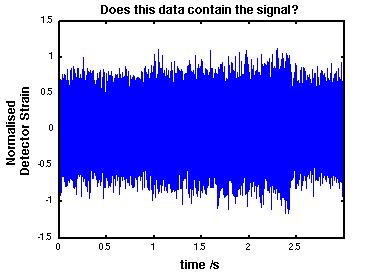 Does this data contain the signal?
Normalised
Detector Strain
1.5
1
0.5
0
-0.5
-1
-1.5
0 0.5 1 1.5 2 2.5
time /s